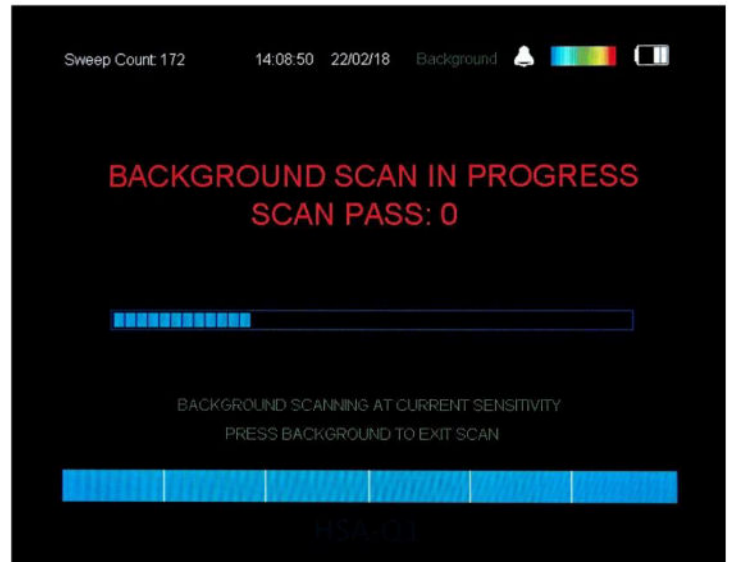 Sweep Count: 172 14:08:50 22/02/18 Background
BACKGROUND SCAN IN PROGRESS
SCAN PASS: 0
BACKGROUND SCANNING AT CURRENT SENSITIVITY
PRESS BACKGROUND TO EXIT SCAN
HSA-Q1